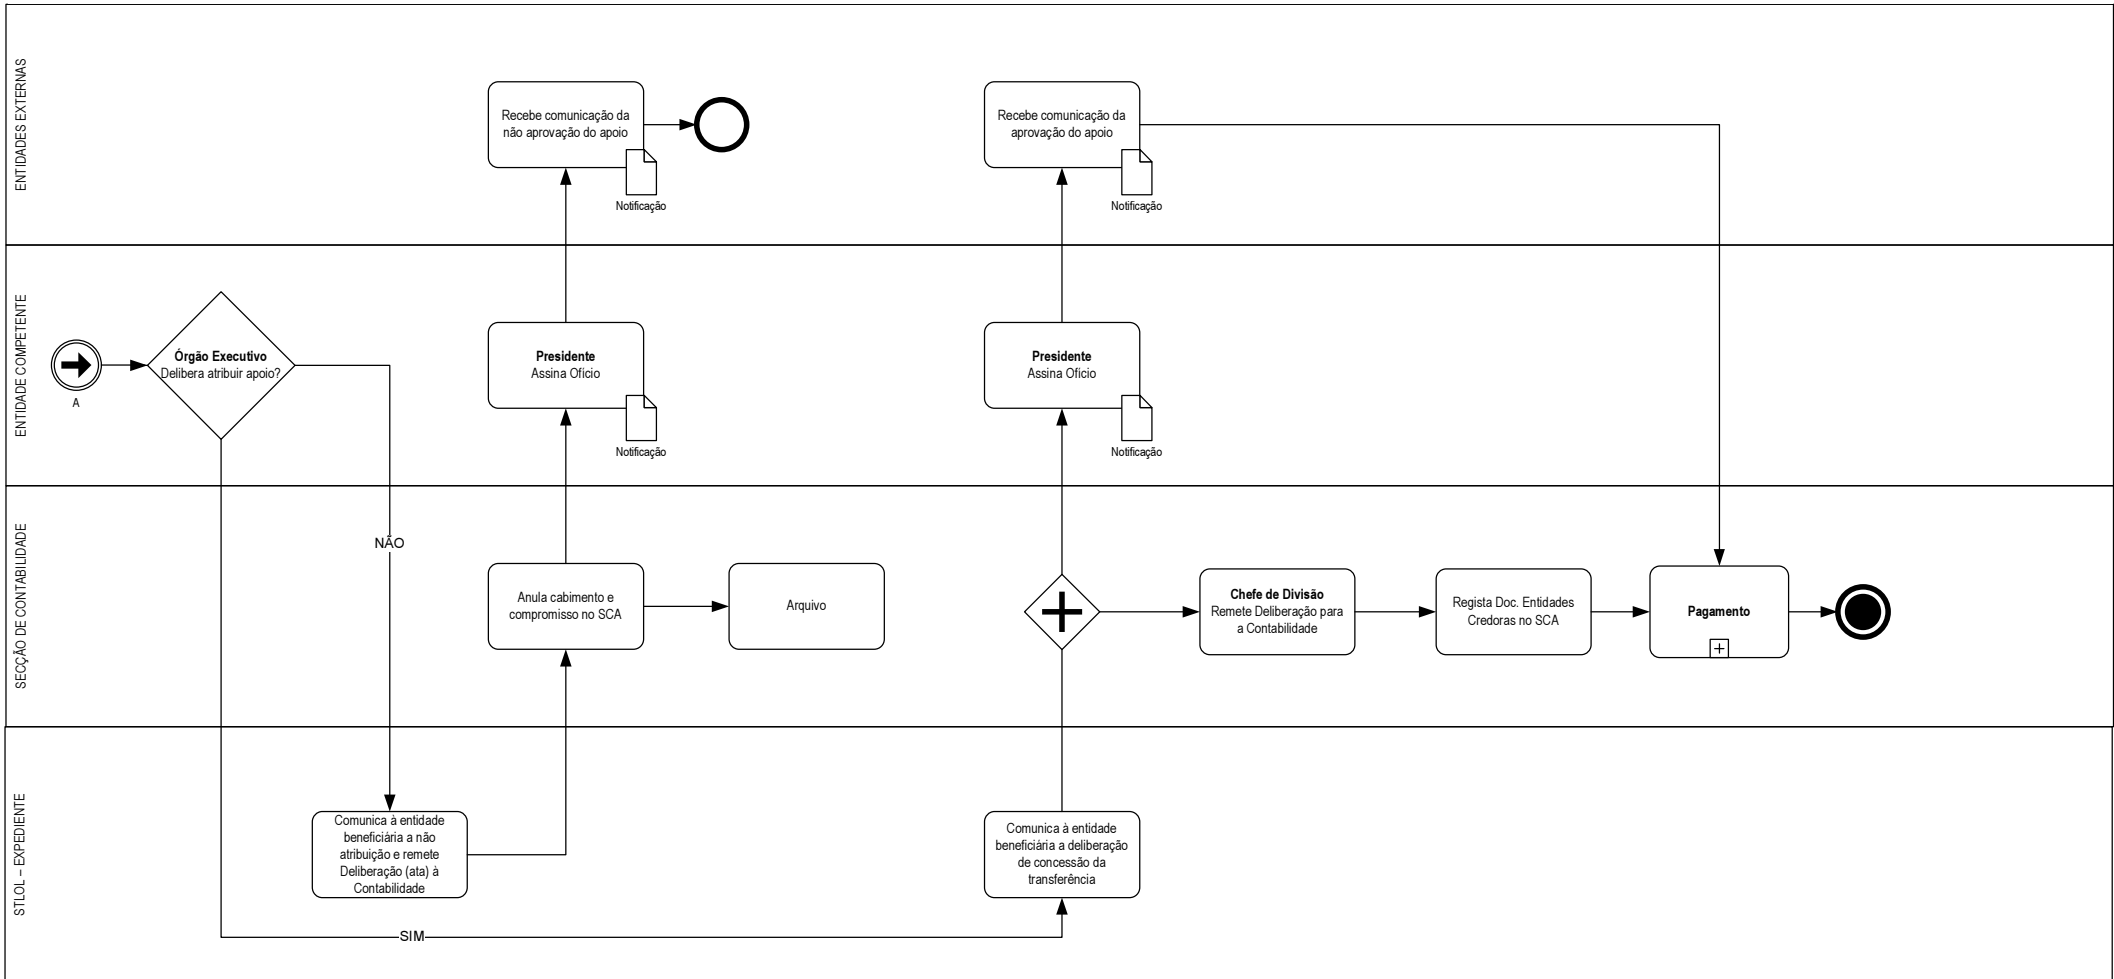 ENTIDADES EXTERNAS
Recebe comunicação da
não aprovação do apoio
Notificação
Recebe comunicação da
aprovação do apoio
Notificação
ENTIDADE COMPETENTE
A
Órgão Executivo
Delibera atribuir apoio?
Presidente
Assina Ofício
Notificação
Presidente
Assina Ofício
Notificação
SECÇÃO DE CONTABILIDADE
NÃO
Anula cabimento e
compromisso no SCA
Arquivo
Chefe de Divisão
Remete Deliberação para
a Contabilidade
Regista Doc. Entidades
Credoras no SCA
Pagamento
STLOL – EXPEDIENTE
Comunica à entidade
beneficiária a não
atribuição e remete
Deliberação (ata) à
Contabilidade
Comunica à entidade
beneficiária a deliberação
de concessão da
transferência
SIM